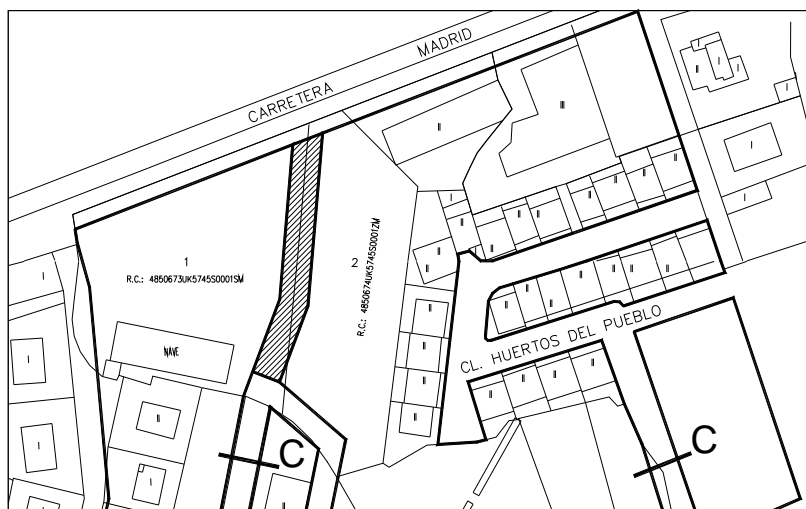 CARRETERA MADRID
1
R.C.: 4850673UK5745S0001SM
2
R.C.: 4850674UK5745S0001ZM
NAVE
CL. HUERTOS DEL PUEBLO
C
C